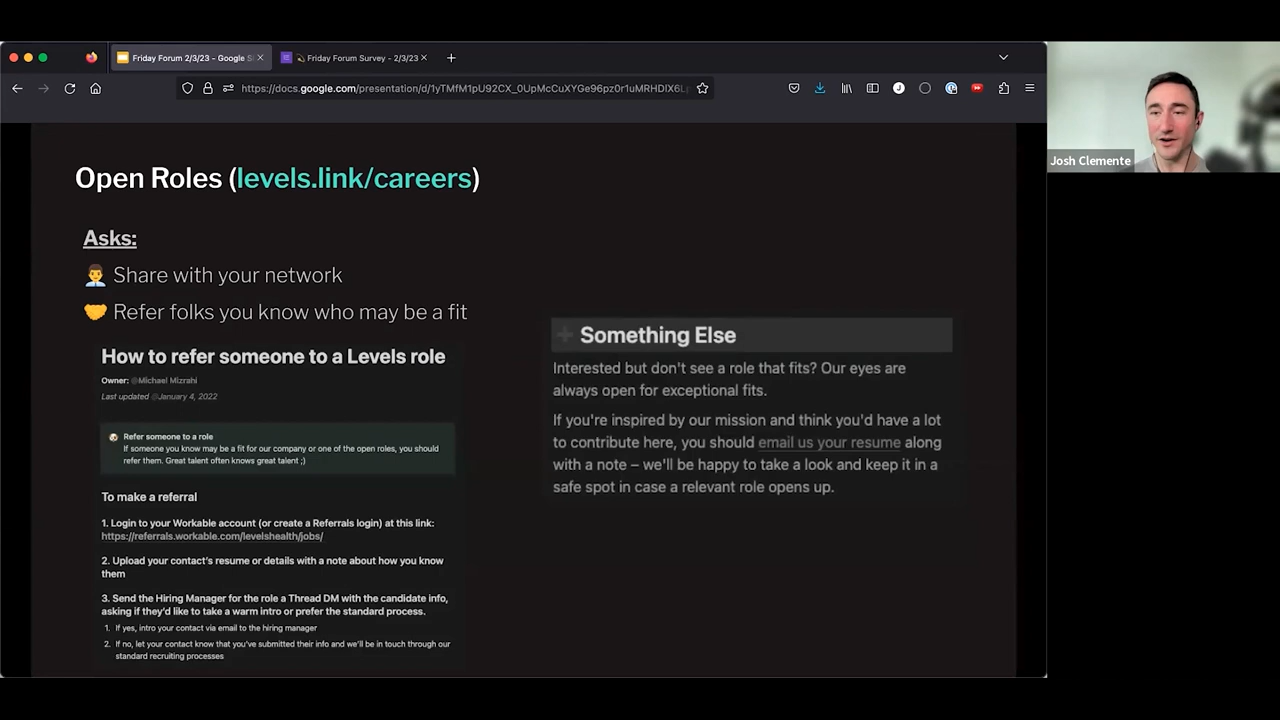 Friday Forum 2/3/23 - Google S
Friday Forum Survey - 2/3/23
https://docs.google.com/presentation/d/1yTMfM1pU92CX_0UpMcCuXYGe96pz0r1uMRHDIX6L
Open Roles (levels.link/careers)
Asks:
Share with your network
Refer folks you know who may be a fit
How to refer someone to a Levels role
Owner: @Michael Mizrahi
Last updated @January 4, 2022
Refer someone to a role
If someone you know may be a fit for our company or one of the open roles, you should
refer them. Great talent often knows great talent ;)
To make a referral
1. Login to your Workable account (or create a Referrals login) at this link:
https://referrals.workable.com/levelshealth/jobs/
2. Upload your contact's resume or details with a note about how you know
them
3. Send the Hiring Manager for the role a Thread DM with the candidate info,
asking if they'd like to take a warm intro or prefer the standard process.
1. If yes, intro your contact via email to the hiring manager
2. If no, let your contact know that you've submitted their info and we'll be in touch through our
standard recruiting processes
Something Else
Interested but don't see a role that fits? Our eyes are
always open for exceptional fits.
If you're inspired by our mission and think you'd have a lot
to contribute here, you should email us your resume along
with a note – we'll be happy to take a look and keep it in a
safe spot in case a relevant role opens up.
Josh Clemente